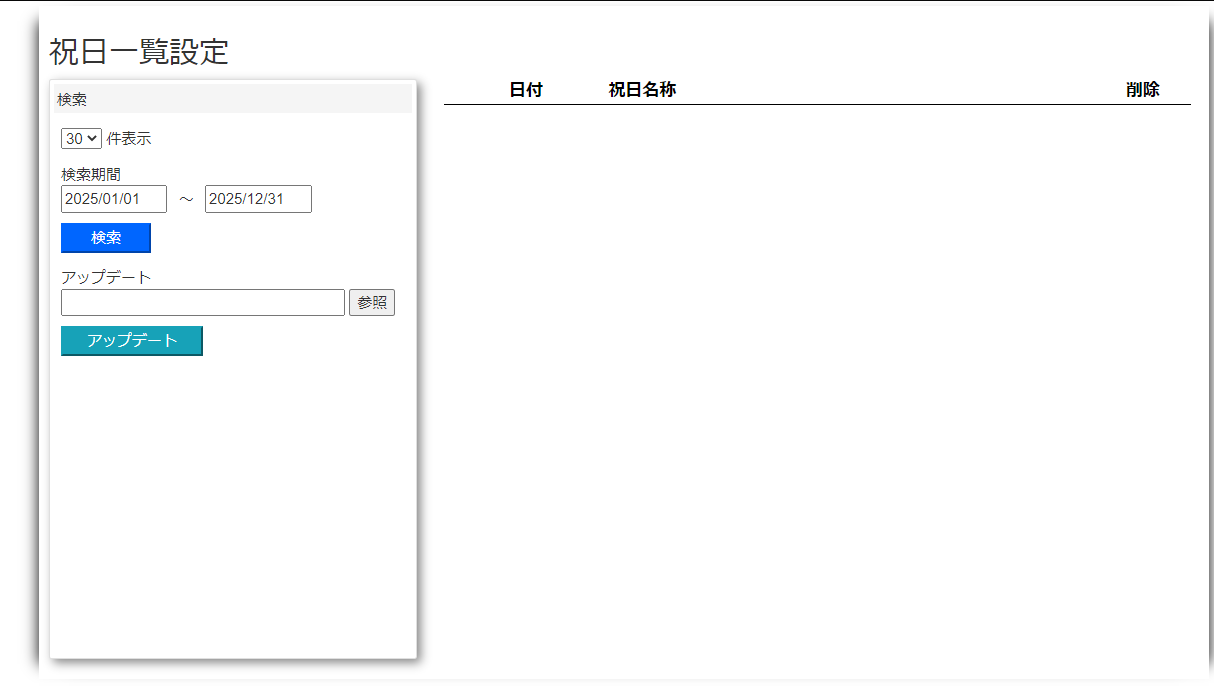 祝日一覧設定
検索
30 件表示
検索期間
2025/01/01 ～ 2025/12/31
検索
アップデート
参照
アップデート
日付 祝日名称 削除